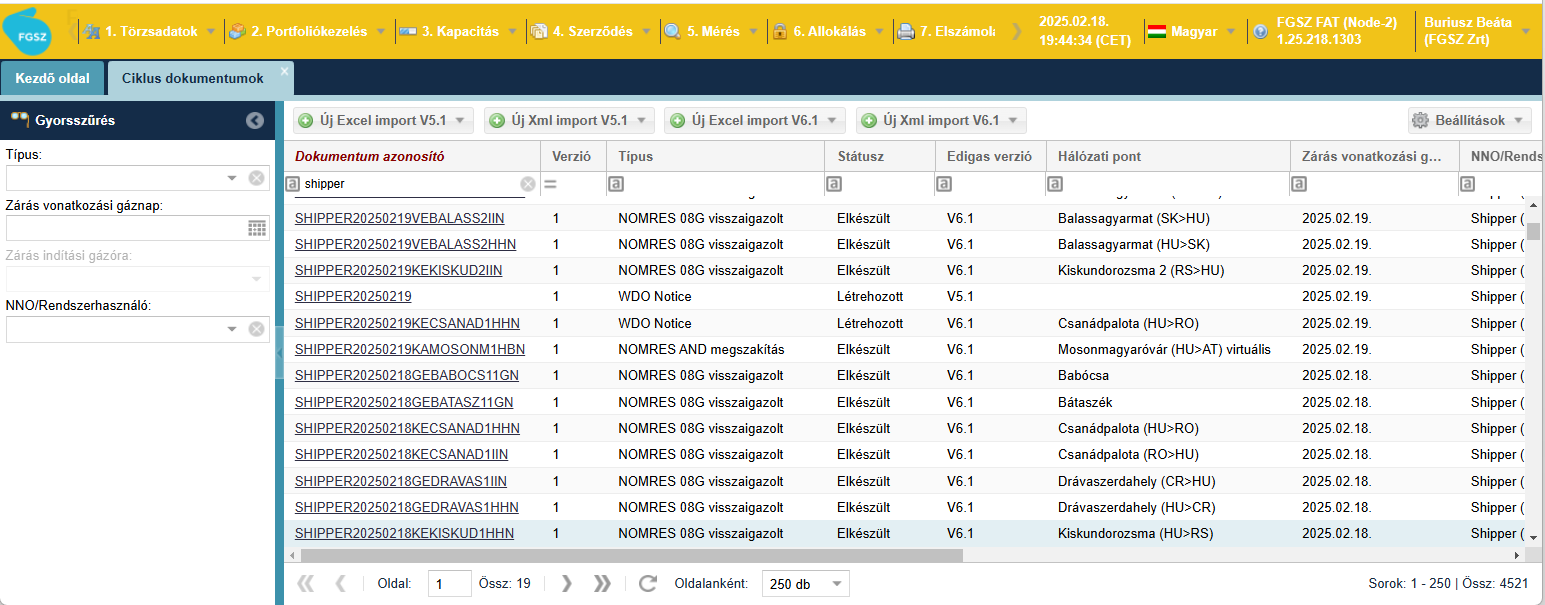 FGSZ
1. Törzsadatok
2. Portfoliókezelés
3. Kapacitás
4. Szerződés
5. Mérés
6. Allokálás
7. Elszámol
2025.02.18.
19:44:34 (CET)
Magyar
FGSZ FAT (Node-2)
1.25.218.1303
Buriusz Beáta
(FGSZ Zrt)
Kezdő oldal
Ciklus dokumentumok
Gyorsszűrés
Típus:
Zárás vonatkozási gáznap:
Zárás indítási gázóra:
NNO/Rendszerhasználó:
Új Excel import V5.1
Új Xml import V5.1
Új Excel import V6.1
Új Xml import V6.1
Beállítások
Dokumentum azonosító Verzió Típus Státusz Edigas verzió Hálózati pont Zárás vonatkozási g... NNO/Rends
shipper
SHIPPER20250219VEBALASS2IIN 1 NOMRES 08G visszaigazolt Elkészült V6.1 Balassagyarmat (SK>HU) 2025.02.19. Shipper (
SHIPPER20250219VEBALASS2HHN 1 NOMRES 08G visszaigazolt Elkészült V6.1 Balassagyarmat (HU>SK) 2025.02.19. Shipper (
SHIPPER20250219KEKISKUD2IIN 1 NOMRES 08G visszaigazolt Elkészült V6.1 Kiskundorozsma 2 (RS>HU) 2025.02.19. Shipper (
SHIPPER20250219 1 WDO Notice Létrehozott V5.1 2025.02.19. Shipper (
SHIPPER20250219KECSANAD1HHN 1 WDO Notice Létrehozott V6.1 Csanádpalota (HU>RO) 2025.02.19. Shipper (
SHIPPER20250219KAMOSONM1HBN 1 NOMRES AND megszakítás Elkészült V6.1 Mosonmagyaróvár (HU>AT) virtuális 2025.02.19. Shipper (
SHIPPER20250218GEBABOCS11GN 1 NOMRES 08G visszaigazolt Elkészült V6.1 Babócsa 2025.02.18. Shipper (
SHIPPER20250218GEBATASZ11GN 1 NOMRES 08G visszaigazolt Elkészült V6.1 Bátaszék 2025.02.18. Shipper (
SHIPPER20250218KECSANAD1HHN 1 NOMRES 08G visszaigazolt Elkészült V6.1 Csanádpalota (HU>RO) 2025.02.18. Shipper (
SHIPPER20250218KECSANAD1IIN 1 NOMRES 08G visszaigazolt Elkészült V6.1 Csanádpalota (RO>HU) 2025.02.18. Shipper (
SHIPPER20250218GEDRAVAS1IIN 1 NOMRES 08G visszaigazolt Elkészült V6.1 Drávaszerdahely (CR>HU) 2025.02.18. Shipper (
SHIPPER20250218GEDRAVAS1HHN 1 NOMRES 08G visszaigazolt Elkészült V6.1 Drávaszerdahely (HU>CR) 2025.02.18. Shipper (
SHIPPER20250218KEKISKUD1HHN 1 NOMRES 08G visszaigazolt Elkészült V6.1 Kiskundorozsma (HU>RS) 2025.02.18. Shipper (
Oldal: 1 Össz: 19 Oldalanként: 250 db Sorok: 1 - 250 | Össz: 4521